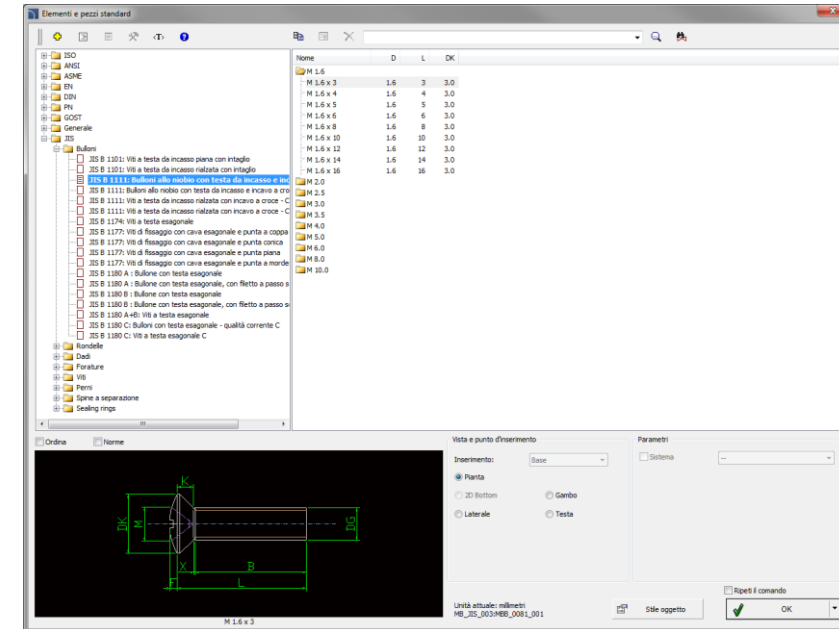 Elementi e pezzi standard
ISO
ANSI
ASME
EN
DIN
PN
GOST
Generale
JIS
Bulloni
JIS B 1101: Viti a testa da incasso piana con intaglio
JIS B 1101: Viti a testa da incasso rialzata con intaglio
JIS B 1111: Bulloni allo niobio con testa da incasso e inc
JIS B 1111: Bulloni allo niobio con testa da incasso e incavo a cro
JIS B 1111: Viti a testa da incasso rialzata con incavo a croce - C
JIS B 1111: Viti a testa da incasso rialzata con incavo a croce - C
JIS B 1174: Viti a testa esagonale
JIS B 1177: Viti di fissaggio con cava esagonale e punta a coppa
JIS B 1177: Viti di fissaggio con cava esagonale e punta conica
JIS B 1177: Viti di fissaggio con cava esagonale e punta piana
JIS B 1177: Viti di fissaggio con cava esagonale e punta a morde
JIS B 1180 A : Bullone con testa esagonale
JIS B 1180 A : Bullone con testa esagonale, con filetto a passo s
JIS B 1180 B : Bullone con testa esagonale
JIS B 1180 B : Bullone con testa esagonale, con filetto a passo s
JIS B 1180 A+B: Viti a testa esagonale
JIS B 1180 C: Bulloni con testa esagonale - qualità corrente C
JIS B 1180 C: Viti a testa esagonale C
Rondelle
Dadi
Forature
Viti
Perni
Spine a separazione
Sealing rings
Nome D L DK
M 1.6
M 1.6 x 3 1.6 3 3.0
M 1.6 x 4 1.6 4 3.0
M 1.6 x 5 1.6 5 3.0
M 1.6 x 6 1.6 6 3.0
M 1.6 x 8 1.6 8 3.0
M 1.6 x 10 1.6 10 3.0
M 1.6 x 12 1.6 12 3.0
M 1.6 x 14 1.6 14 3.0
M 1.6 x 16 1.6 16 3.0
M 2.0
M 2.5
M 3.0
M 3.5
M 4.0
M 5.0
M 6.0
M 8.0
M 10.0
Ordina Norme
K
DK M DG
X B
F L
M 1.6 x 3
Vista e punto d'inserimento
Inserimento: Base
Pianta
2D Bottom Gambo
Laterale Testa
Parametri
Sistema --
Unità attuale: millimetri
MB_JIS_003:MBB_0081_001
Stile oggetto
Ripeti il comando
OK